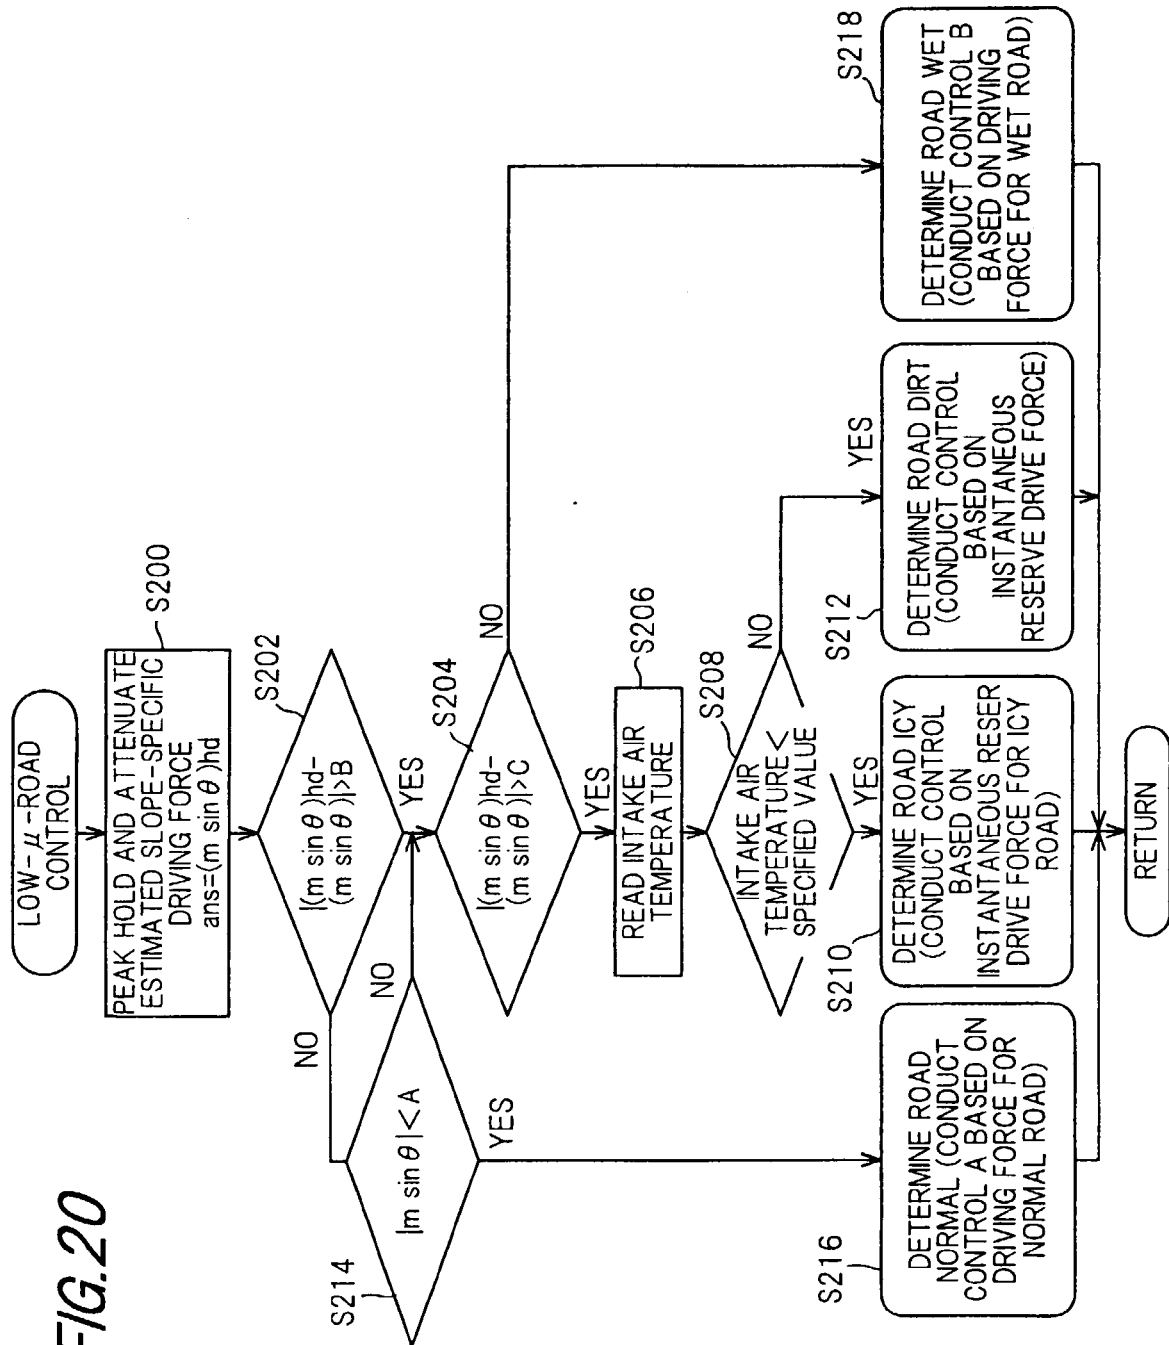 FIG.20
LOW-μ-ROAD
CONTROL
PEAK HOLD AND ATTENUATE
ESTIMATED SLOPE-SPECIFIC
DRIVING FORCE
ans=(m sin θ)hd
S200
|(m sin θ)hd-
(m sin θ)|>B
S202
NO
YES
|m sin θ|<A
S214
NO
YES
|(m sin θ)hd-
(m sin θ)|>C
S204
NO
YES
READ INTAKE AIR
TEMPERATURE
S206
INTAKE AIR
TEMPERATURE<
SPECIFIED VALUE
S208
NO
YES
YES
DETERMINE ROAD
NORMAL (CONDUCT
CONTROL A BASED ON
DRIVING FORCE FOR
NORMAL ROAD)
S216
DETERMINE ROAD ICY
(CONDUCT CONTROL
BASED ON
INSTANTANEOUS RESER
DRIVE FORCE FOR ICY
ROAD)
S210
DETERMINE ROAD DIRT
(CONDUCT CONTROL
BASED ON
INSTANTANEOUS
RESERVE DRIVE FORCE)
S212
DETERMINE ROAD WET
(CONDUCT CONTROL B
BASED ON DRIVING
FORCE FOR WET ROAD)
S218
RETURN